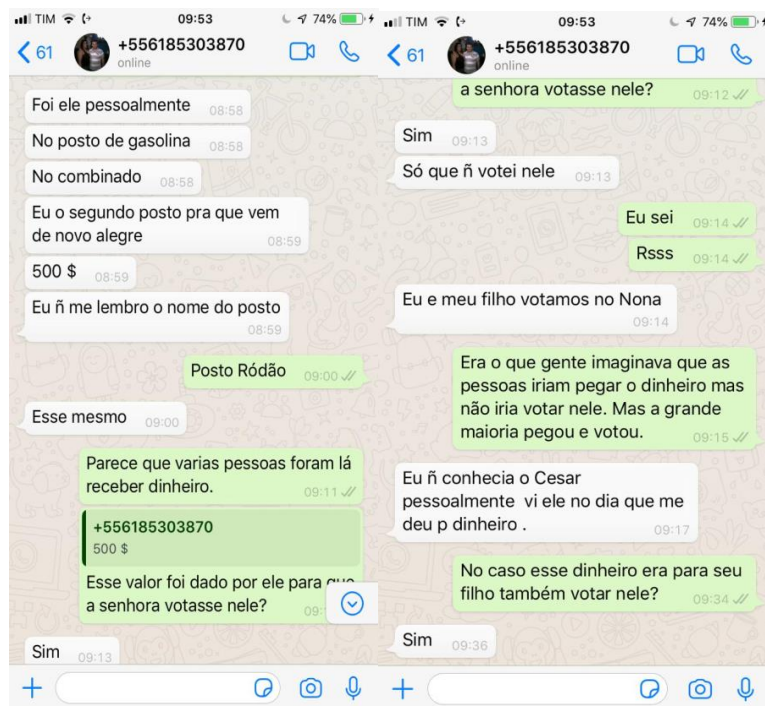 TIM 09:53 74%
61 +556185303870
online
Foi ele pessoalmente 08:58
No posto de gasolina 08:58
No combinado 08:58
Eu o segundo posto pra que vem
de novo alegre 08:59
500 $ 08:59
Eu ñ me lembro o nome do posto
08:59
Posto Ródão 09:00
Esse mesmo 09:00
Parece que varias pessoas foram lá
receber dinheiro. 09:11
+556185303870
500 $
Esse valor foi dado por ele para que
a senhora votasse nele? 09:
Sim 09:13
TIM 09:53 74%
61 +556185303870
online
a senhora votasse nele? 09:12
Sim 09:13
Só que ñ votei nele 09:13
Eu sei 09:14
Rsss 09:14
Eu e meu filho votamos no Nona
09:14
Era o que gente imaginava que as
pessoas iriam pegar o dinheiro mas
não iria votar nele. Mas a grande
maioria pegou e votou. 09:15
Eu ñ conhecia o Cesar
pessoalmente vi ele no dia que me
deu p dinheiro . 09:17
No caso esse dinheiro era para seu
filho também votar nele? 09:34
Sim 09:36